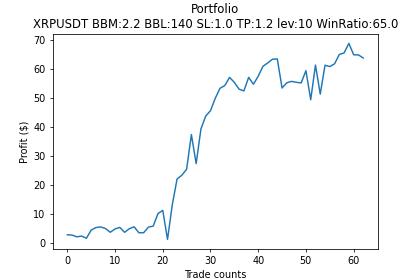 Portfolio
XRPUSDT BBM:2.2 BBL:140 SL:1.0 TP:1.2 lev:10 WinRatio:65.0
70
60
50
40
30
20
10
0
Profit ($)
0 10 20 30 40 50 60
Trade counts